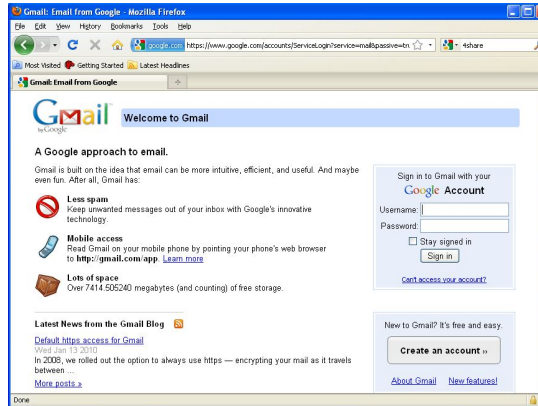 Gmail: Email from Google - Mozilla Firefox
File Edit View History Bookmarks Tools Help
google.com https://www.google.com/accounts/ServiceLogin?service=mail&passive=tru
4share
Most Visited Getting Started Latest Headlines
Gmail: Email from Google
Gmail
by Google
Welcome to Gmail
A Google approach to email.
Gmail is built on the idea that email can be more intuitive, efficient, and useful. And maybe
even fun. After all, Gmail has:
Less spam
Keep unwanted messages out of your inbox with Google's innovative
technology.
Mobile access
Read Gmail on your mobile phone by pointing your phone's web browser
to http://gmail.com/app. Learn more
Lots of space
Over 7414.505240 megabytes (and counting) of free storage.
Latest News from the Gmail Blog
Default https access for Gmail
Wed Jan 13 2010
In 2008, we rolled out the option to always use https — encrypting your mail as it travels
between ...
More posts »
Sign in to Gmail with your
Google Account
Username:
Password:
Stay signed in
Sign in
Can't access your account?
New to Gmail? It's free and easy.
Create an account »
About Gmail New features!
Done